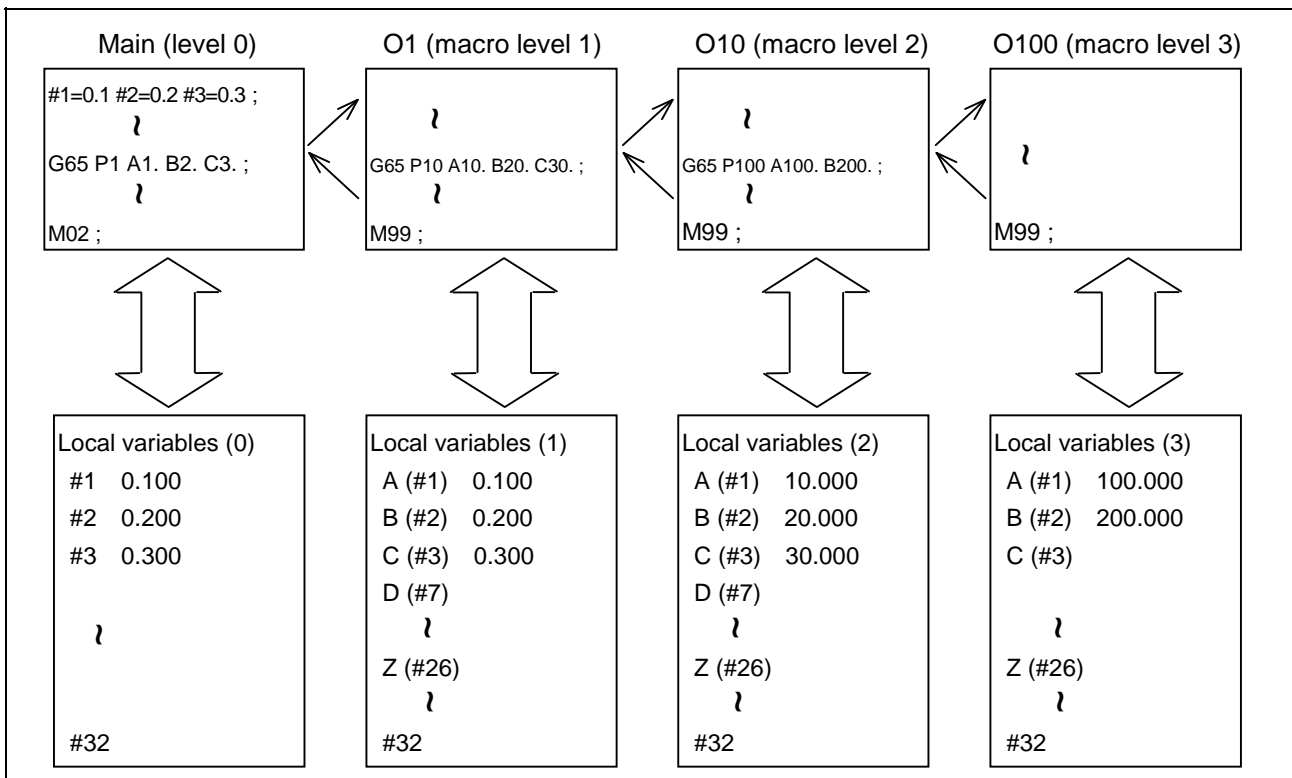 Main (level 0)
#1=0.1 #2=0.2 #3=0.3 ;
~
G65 P1 A1. B2. C3. ;
~
M02 ;
O1 (macro level 1)
~
G65 P10 A10. B20. C30. ;
~
M99 ;
O10 (macro level 2)
~
G65 P100 A100. B200. ;
~
M99 ;
O100 (macro level 3)
~
M99 ;
Local variables (0)
#1 0.100
#2 0.200
#3 0.300
~
#32
Local variables (1)
A (#1) 0.100
B (#2) 0.200
C (#3) 0.300
D (#7)
~
Z (#26)
~
#32
Local variables (2)
A (#1) 10.000
B (#2) 20.000
C (#3) 30.000
D (#7)
~
Z (#26)
~
#32
Local variables (3)
A (#1) 100.000
B (#2) 200.000
C (#3)
~
Z (#26)
~
#32